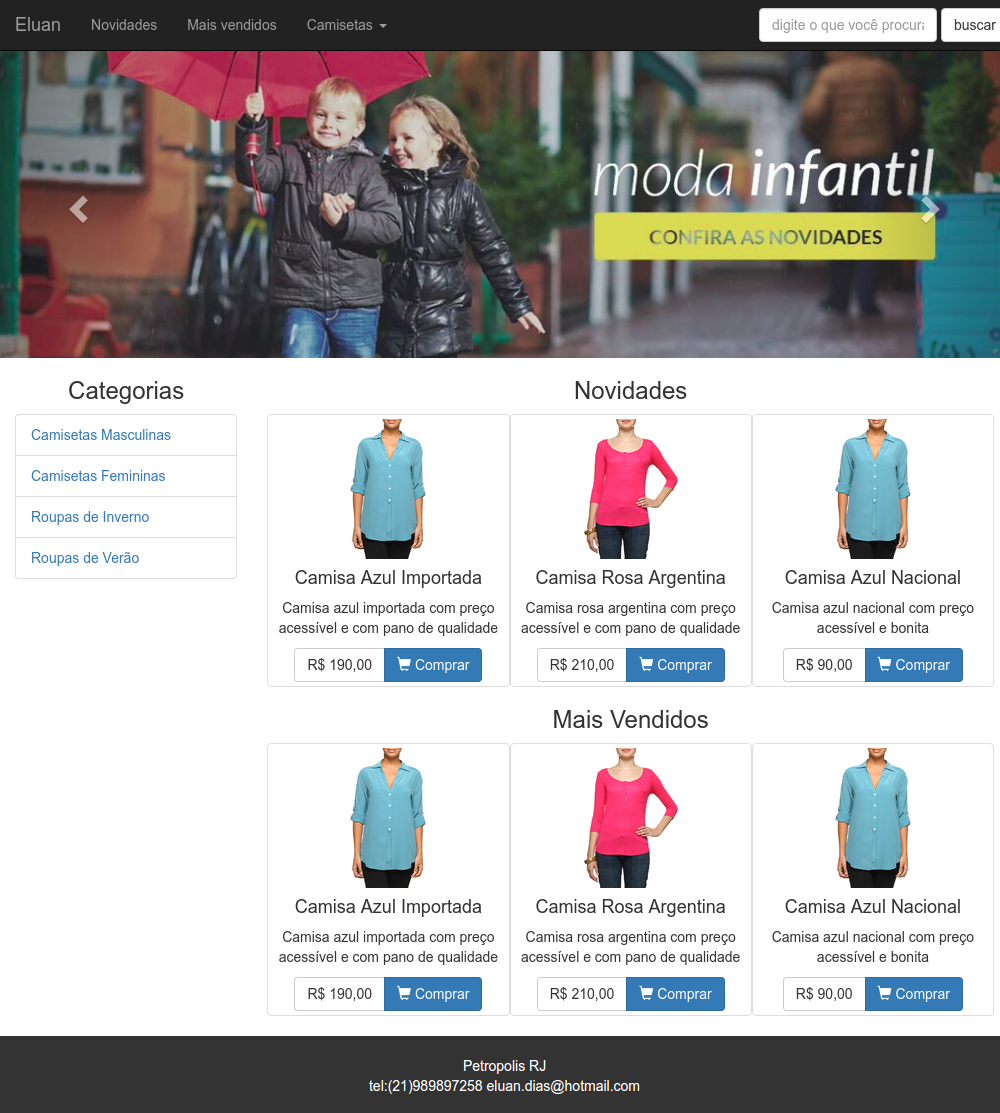 Eluan Novidades Mais vendidos Camisetas digite o que você procura buscar
moda infantil
CONFIRA AS NOVIDADES
Categorias
Camisetas Masculinas
Camisetas Femininas
Roupas de Inverno
Roupas de Verão
Novidades
Camisa Azul Importada
Camisa azul importada com preço
acessível e com pano de qualidade
R$ 190,00 Comprar
Camisa Rosa Argentina
Camisa rosa argentina com preço
acessível e com pano de qualidade
R$ 210,00 Comprar
Camisa Azul Nacional
Camisa azul nacional com preço
acessível e bonita
R$ 90,00 Comprar
Mais Vendidos
Camisa Azul Importada
Camisa azul importada com preço
acessível e com pano de qualidade
R$ 190,00 Comprar
Camisa Rosa Argentina
Camisa rosa argentina com preço
acessível e com pano de qualidade
R$ 210,00 Comprar
Camisa Azul Nacional
Camisa azul nacional com preço
acessível e bonita
R$ 90,00 Comprar
Petropolis RJ
tel:(21)989897258 eluan.dias@hotmail.com